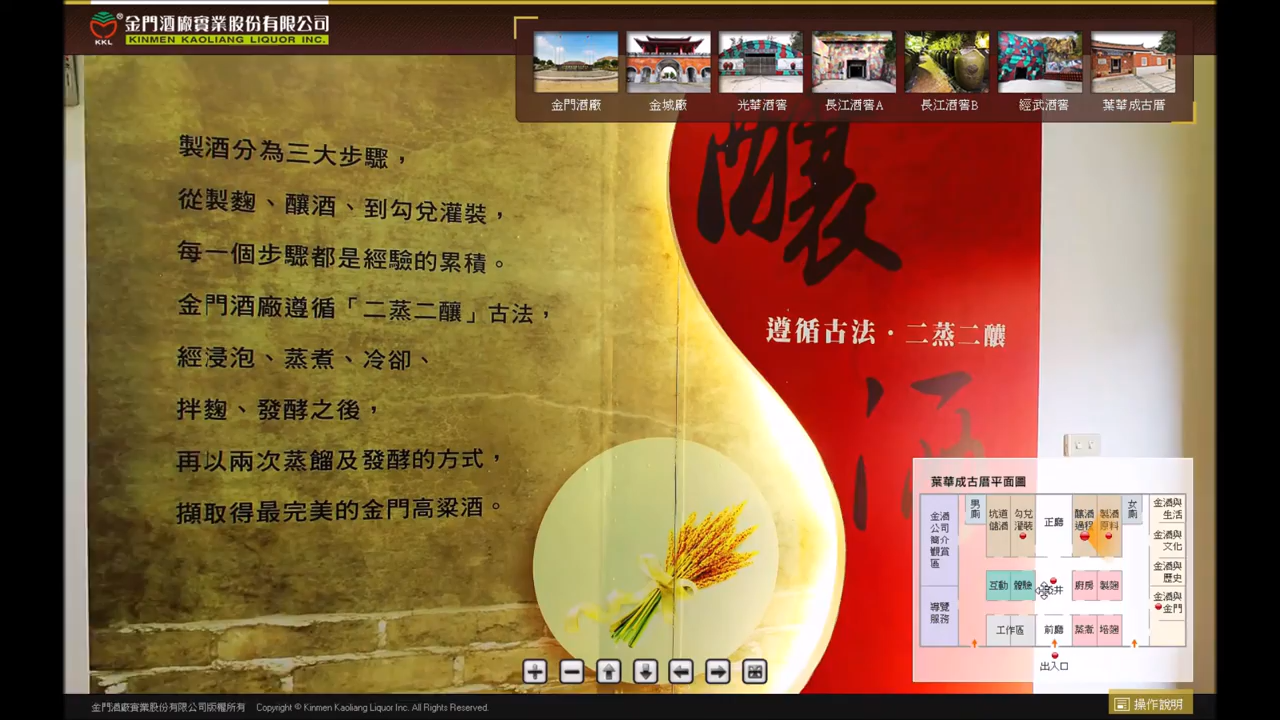 金門酒廠實業股份有限公司
KKL
KINMEN KAOLIANG LIQUOR INC.
金門酒廠
金城廠
光華酒窖
長江酒窖A
長江酒窖B
經武酒窖
葉華成古厝
製酒分為三大步驟，
從製麴、釀酒、到勾兌灌裝，
每一個步驟都是經驗的累積。
金門酒廠遵循「二蒸二釀」古法，
經浸泡、蒸煮、冷卻、
拌麴、發酵之後，
再以兩次蒸餾及發酵的方式，
擷取得最完美的金門高粱酒。
釀
遵循古法·二蒸二釀
酒
葉華成古厝平面圖
金酒公司簡介觀賞區
男廁
坑道儲酒
勾兌灌裝
正廳
釀酒過程
製酒原料
女廁
金酒與生活
金酒與文化
金酒與歷史
金酒與金門
互動
體驗
廚房
製麴
導覽服務
工作區
前廳
蒸煮
培麴
出入口
金門酒廠實業股份有限公司版權所有
Copyright © Kinmen Kaoliang Liquor Inc. All Rights Reserved.
操作說明